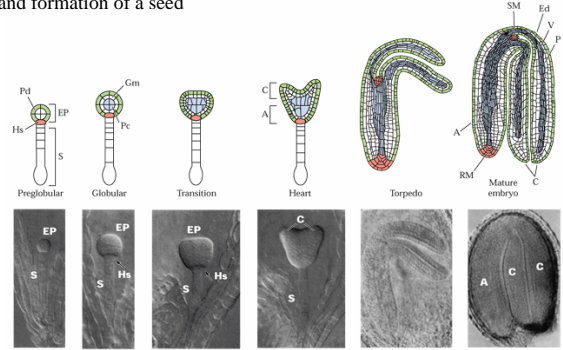 and formation of a seed
SM
Ed
V
P
Gm
Pd
EP
C
Hs
Pc
A
S
A
RM
C
Preglobular
Globular
Transition
Heart
Torpedo
Mature
embryo
EP
EP
EP
C
S
S
Hs
S
Hs
S
A
C
C